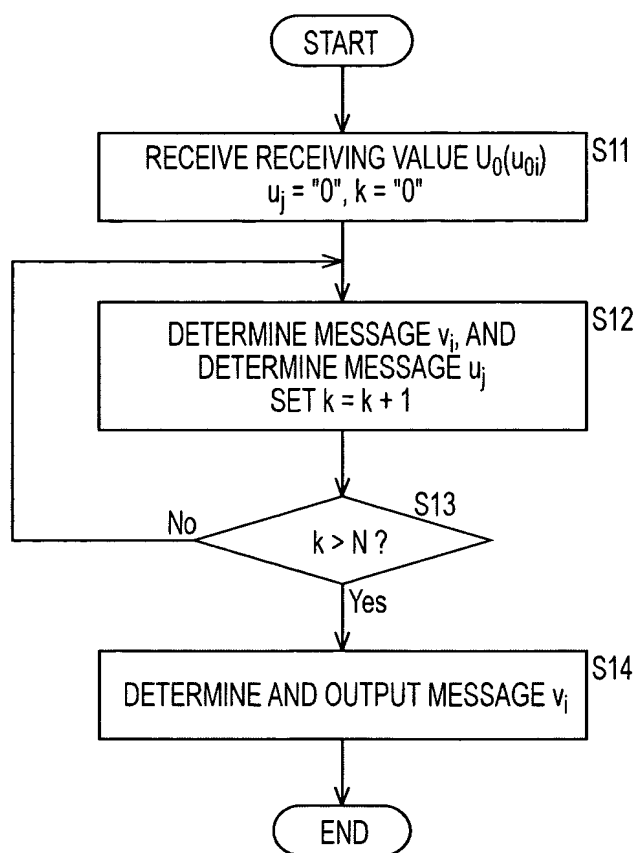 START
RECEIVE RECEIVING VALUE U₀(u₀ᵢ)
uⱼ = "0", k = "0"
S11
DETERMINE MESSAGE vᵢ, AND
DETERMINE MESSAGE uⱼ
SET k = k + 1
S12
S13
No
k > N ?
Yes
S14
DETERMINE AND OUTPUT MESSAGE vᵢ
END